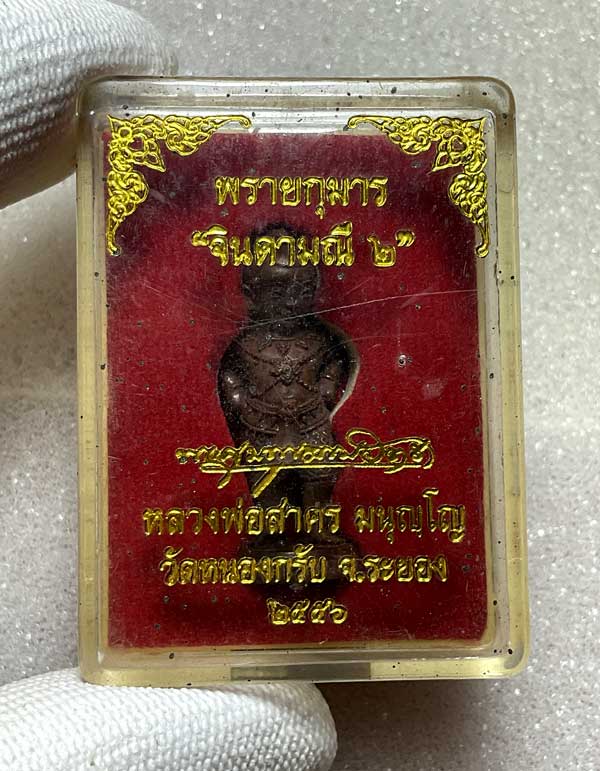 พรายกุมาร
“จินดามณี ๒”
หลวงพ่อสาคร มนุญฺโญ
วัดหนองกรับ จ.ระยอง
๒๕๕๖